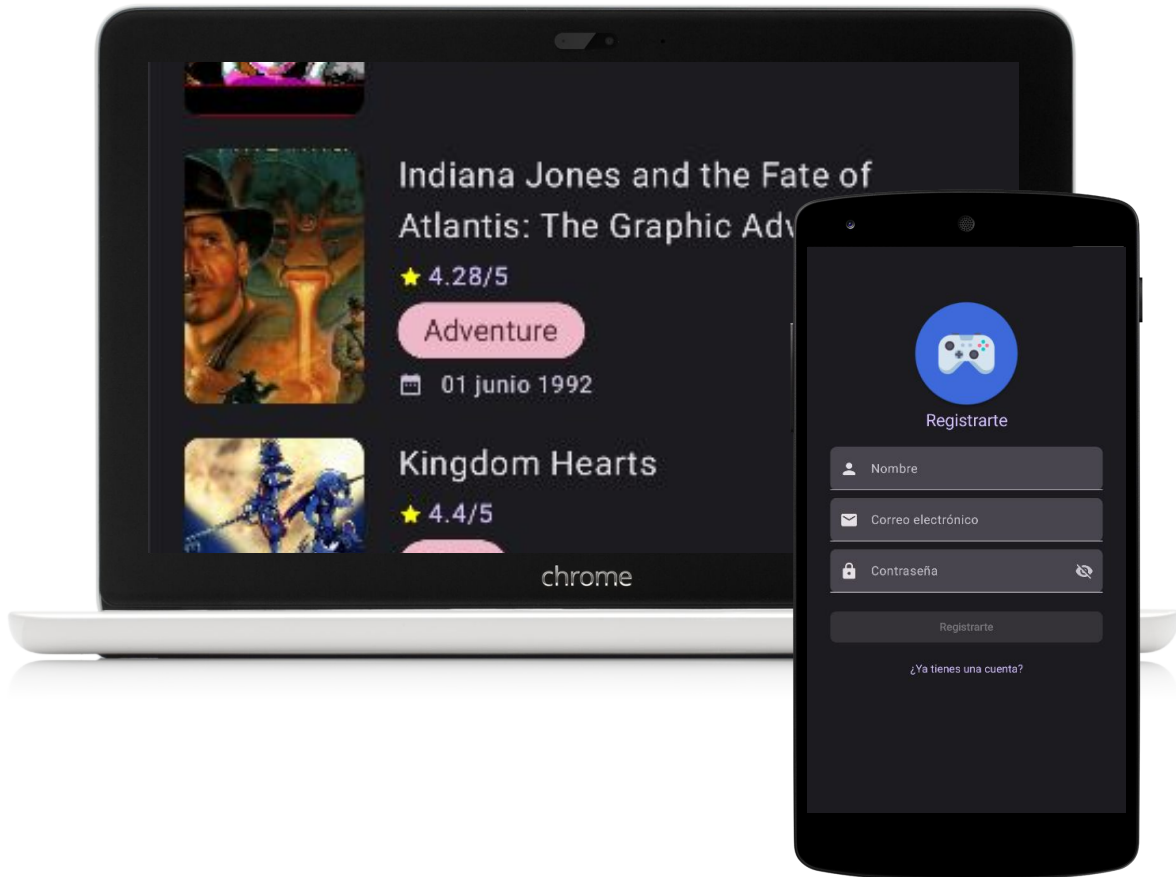 Indiana Jones and the Fate of
Atlantis: The Graphic Adv
4.28/5
Adventure
01 junio 1992
Kingdom Hearts
4.4/5
chrome
Registrarte
Nombre
Correo electrónico
Contraseña
Registrarte
¿Ya tienes una cuenta?